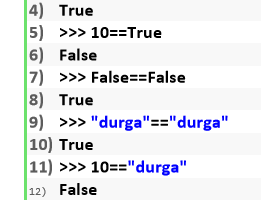 4) True
5) >>> 10==True
6) False
7) >>> False==False
8) True
9) >>> "durga"=="durga"
10) True
11) >>> 10=="durga"
12) False